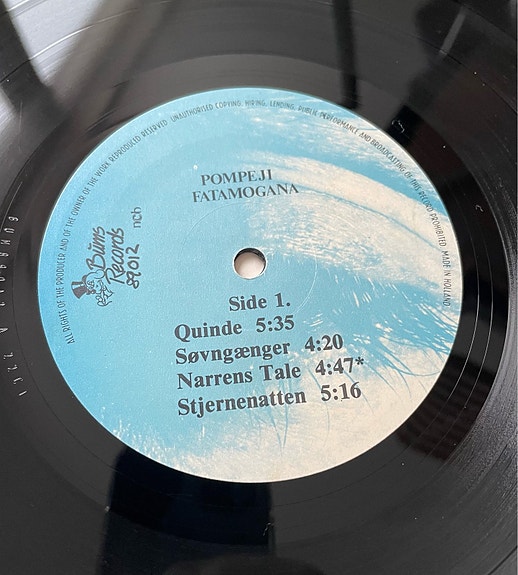 ALL RIGHTS OF THE PRODUCER AND OF THE OWNER OF THE WORK REPRODUCED RESERVED. UNAUTHORISED COPYING, HIRING, LENDING, PUBLIC PERFORMANCE AND BROADCASTING OF THIS RECORD PROHIBITED. MADE IN HOLLAND
POMPEJI
FATAMOGANA
Bums
Records
89012
ncb
Side 1.
Quinde 5:35
Søvngænger 4:20
Narrens Tale 4:47*
Stjernenatten 5:16